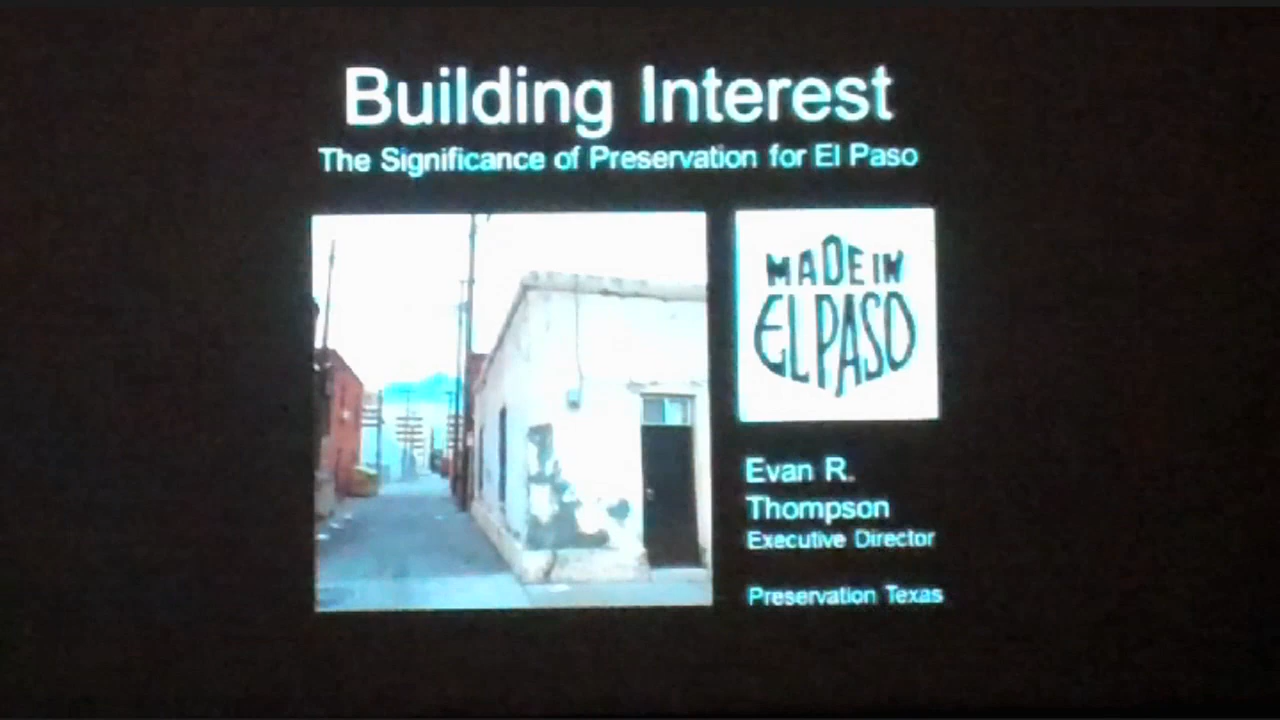 Building Interest
The Significance of Preservation for El Paso
MADE IN
EL PASO
Evan R.
Thompson
Executive Director
Preservation Texas